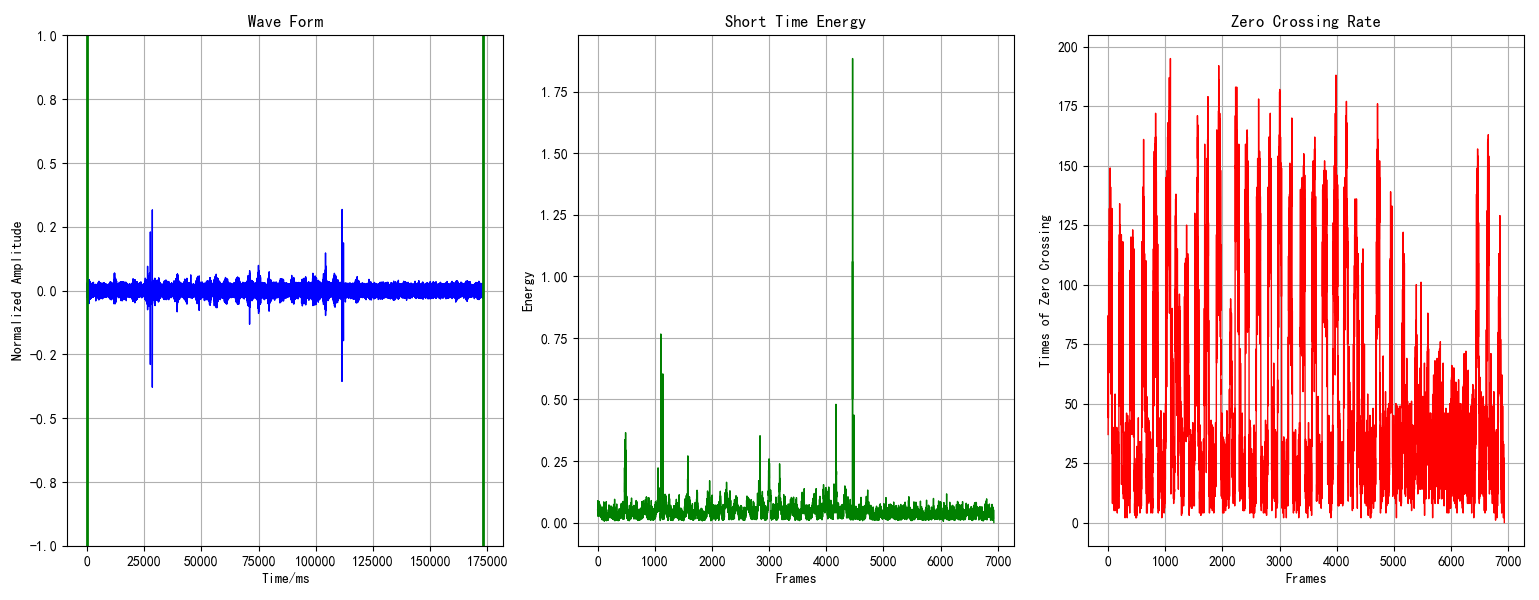 Wave Form
1.0
0.8
0.5
0.2
0.0
−0.2
−0.5
−0.8
−1.0
Normalized Amplitude
0 25000 50000 75000 100000 125000 150000 175000
Time/ms
Short Time Energy
1.75
1.50
1.25
1.00
0.75
0.50
0.25
0.00
Energy
0 1000 2000 3000 4000 5000 6000 7000
Frames
Zero Crossing Rate
200
175
150
125
100
75
50
25
0
Times of Zero Crossing
0 1000 2000 3000 4000 5000 6000 7000
Frames